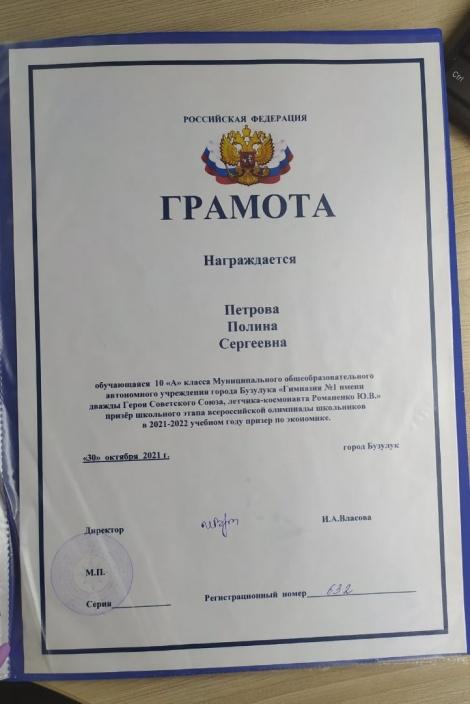 РОССИЙСКАЯ ФЕДЕРАЦИЯ
ГРАМОТА
Награждается
Петрова
Полина
Сергеевна
обучающаяся 10 «А» класса Муниципального общеобразовательного
автономного учреждения города Бузулука «Гимназия №1 имени
дважды Героя Советского Союза, летчика-космонавта Романенко Ю.В.»
призёр школьного этапа всероссийской олимпиады школьников
в 2021-2022 учебном году призер по экономике.
город Бузулук
«30» октября 2021 г.
Директор И.А.Власова
М.П.
Серия
Регистрационный номер 632
Ctrl